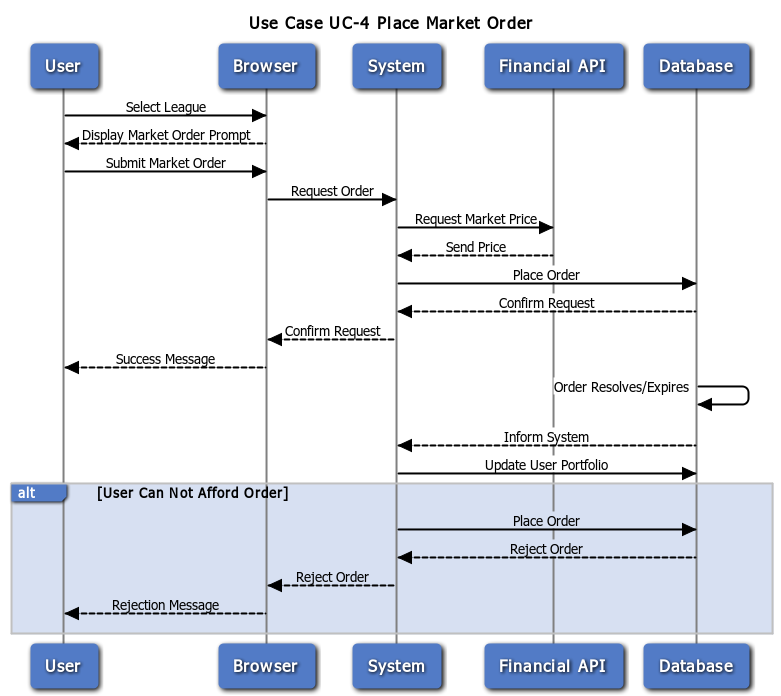 Use Case UC-4 Place Market Order
User Browser System Financial API Database
Select League
Display Market Order Prompt
Submit Market Order
Request Order
Request Market Price
Send Price
Place Order
Confirm Request
Confirm Request
Success Message
Order Resolves/Expires
Inform System
Update User Portfolio
alt [User Can Not Afford Order]
Place Order
Reject Order
Reject Order
Rejection Message
User Browser System Financial API Database